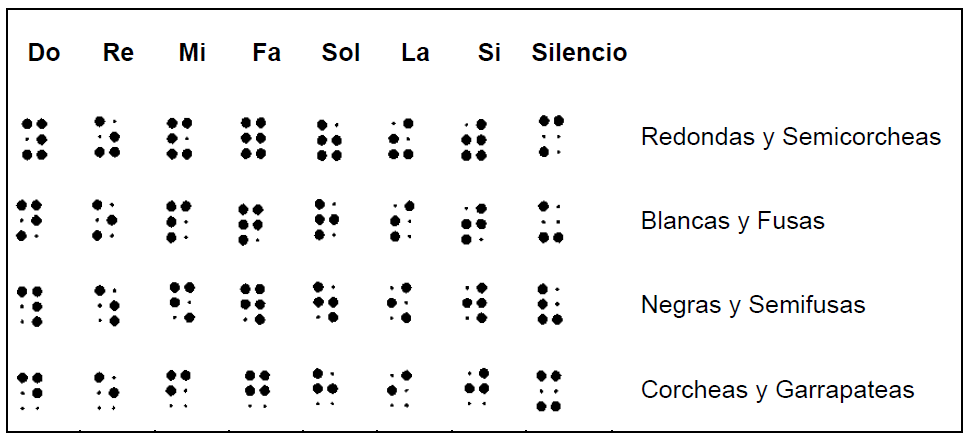 Do Re Mi Fa Sol La Si Silencio
⠽ ⠵ ⠯ ⠿ ⠷ ⠮ ⠾ ⠍ Redondas y Semicorcheas
⠝ ⠕ ⠏ ⠟ ⠗ ⠎ ⠞ ⠥ Blancas y Fusas
⠹ ⠱ ⠫ ⠻ ⠳ ⠪ ⠺ ⠧ Negras y Semifusas
⠙ ⠑ ⠋ ⠛ ⠓ ⠊ ⠚ ⠭ Corcheas y Garrapateas